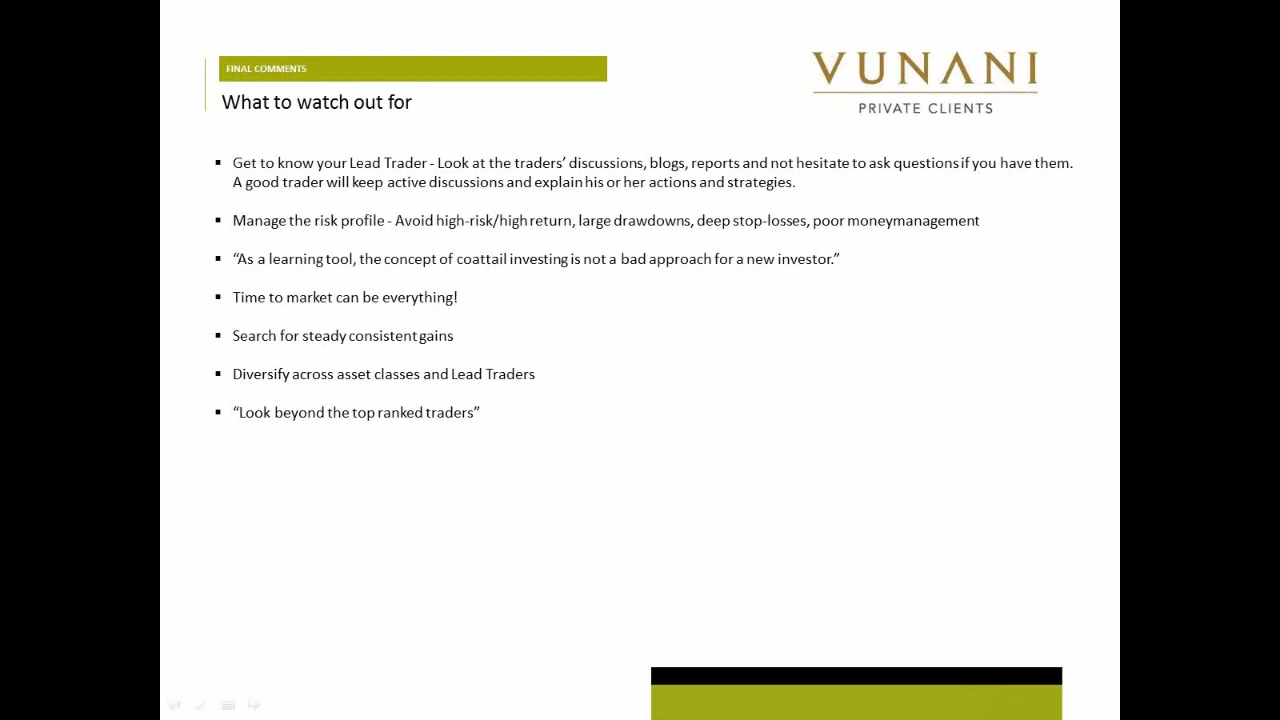 FINAL COMMENTS
What to watch out for
VUNANI
PRIVATE CLIENTS
Get to know your Lead Trader - Look at the traders’ discussions, blogs, reports and not hesitate to ask questions if you have them.
A good trader will keep active discussions and explain his or her actions and strategies.
Manage the risk profile - Avoid high-risk/high return, large drawdowns, deep stop-losses, poor moneymanagement
“As a learning tool, the concept of coattail investing is not a bad approach for a new investor.”
Time to market can be everything!
Search for steady consistent gains
Diversify across asset classes and Lead Traders
“Look beyond the top ranked traders”